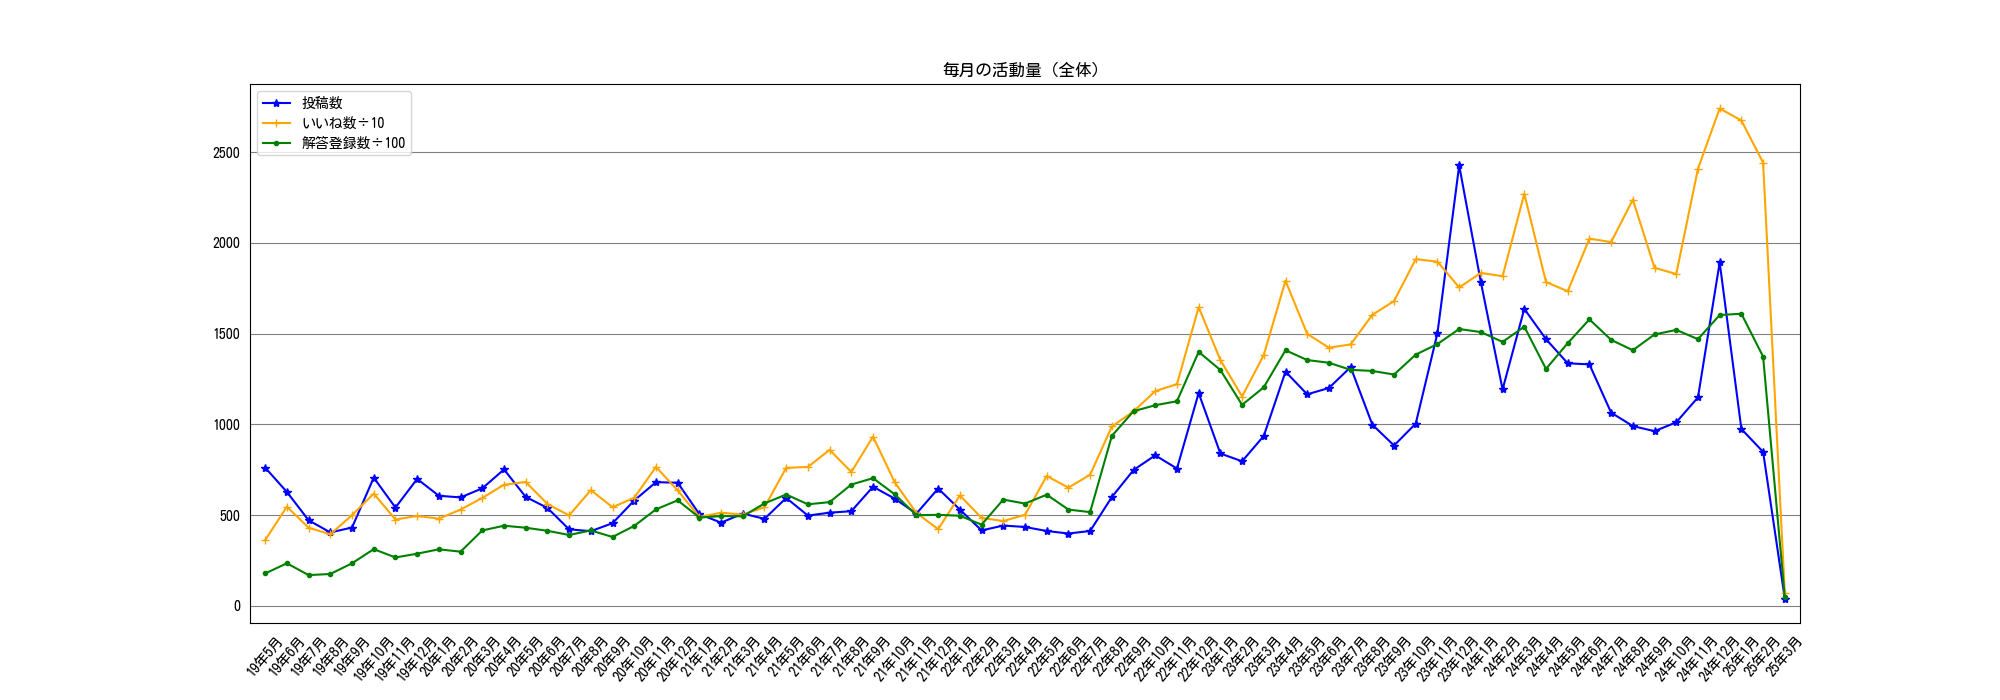 毎月の活動量（全体）
投稿数
いいね数÷10
解答登録数÷100
2500
2000
1500
1000
500
0
19年5月
19年6月
19年7月
19年8月
19年9月
19年10月
19年11月
19年12月
20年1月
20年2月
20年3月
20年4月
20年5月
20年6月
20年7月
20年8月
20年9月
20年10月
20年11月
20年12月
21年1月
21年2月
21年3月
21年4月
21年5月
21年6月
21年7月
21年8月
21年9月
21年10月
21年11月
21年12月
22年1月
22年2月
22年3月
22年4月
22年5月
22年6月
22年7月
22年8月
22年9月
22年10月
22年11月
22年12月
23年1月
23年2月
23年3月
23年4月
23年5月
23年6月
23年7月
23年8月
23年9月
23年10月
23年11月
23年12月
24年1月
24年2月
24年3月
24年4月
24年5月
24年6月
24年7月
24年8月
24年9月
24年10月
24年11月
24年12月
25年1月
25年2月
25年3月